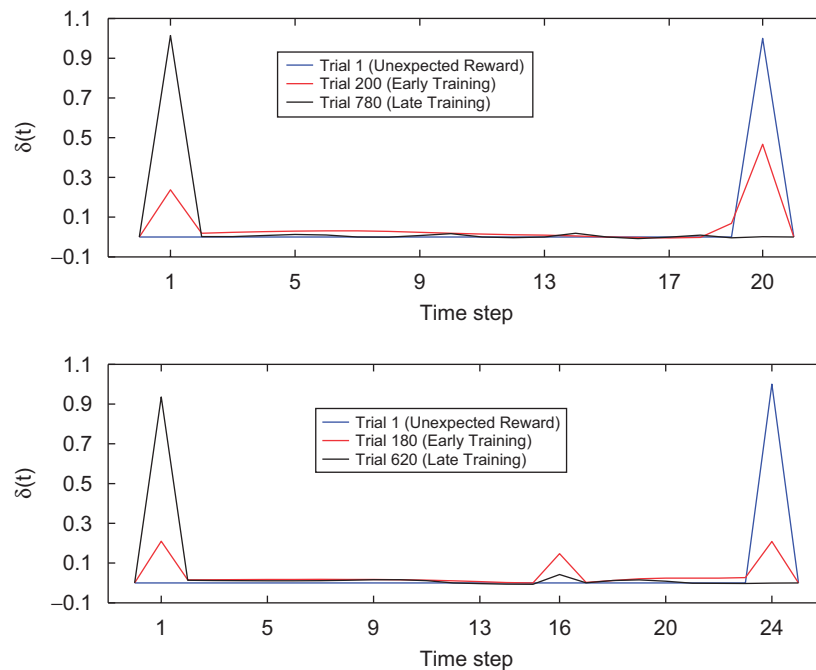 1.1
0.9
0.7
0.5
0.3
0.1
−0.1
δ(t)
Trial 1 (Unexpected Reward)
Trial 200 (Early Training)
Trial 780 (Late Training)
1 5 9 13 17 20
Time step
1.1
0.9
0.7
0.5
0.3
0.1
−0.1
δ(t)
Trial 1 (Unexpected Reward)
Trial 180 (Early Training)
Trial 620 (Late Training)
1 5 9 13 16 20 24
Time step